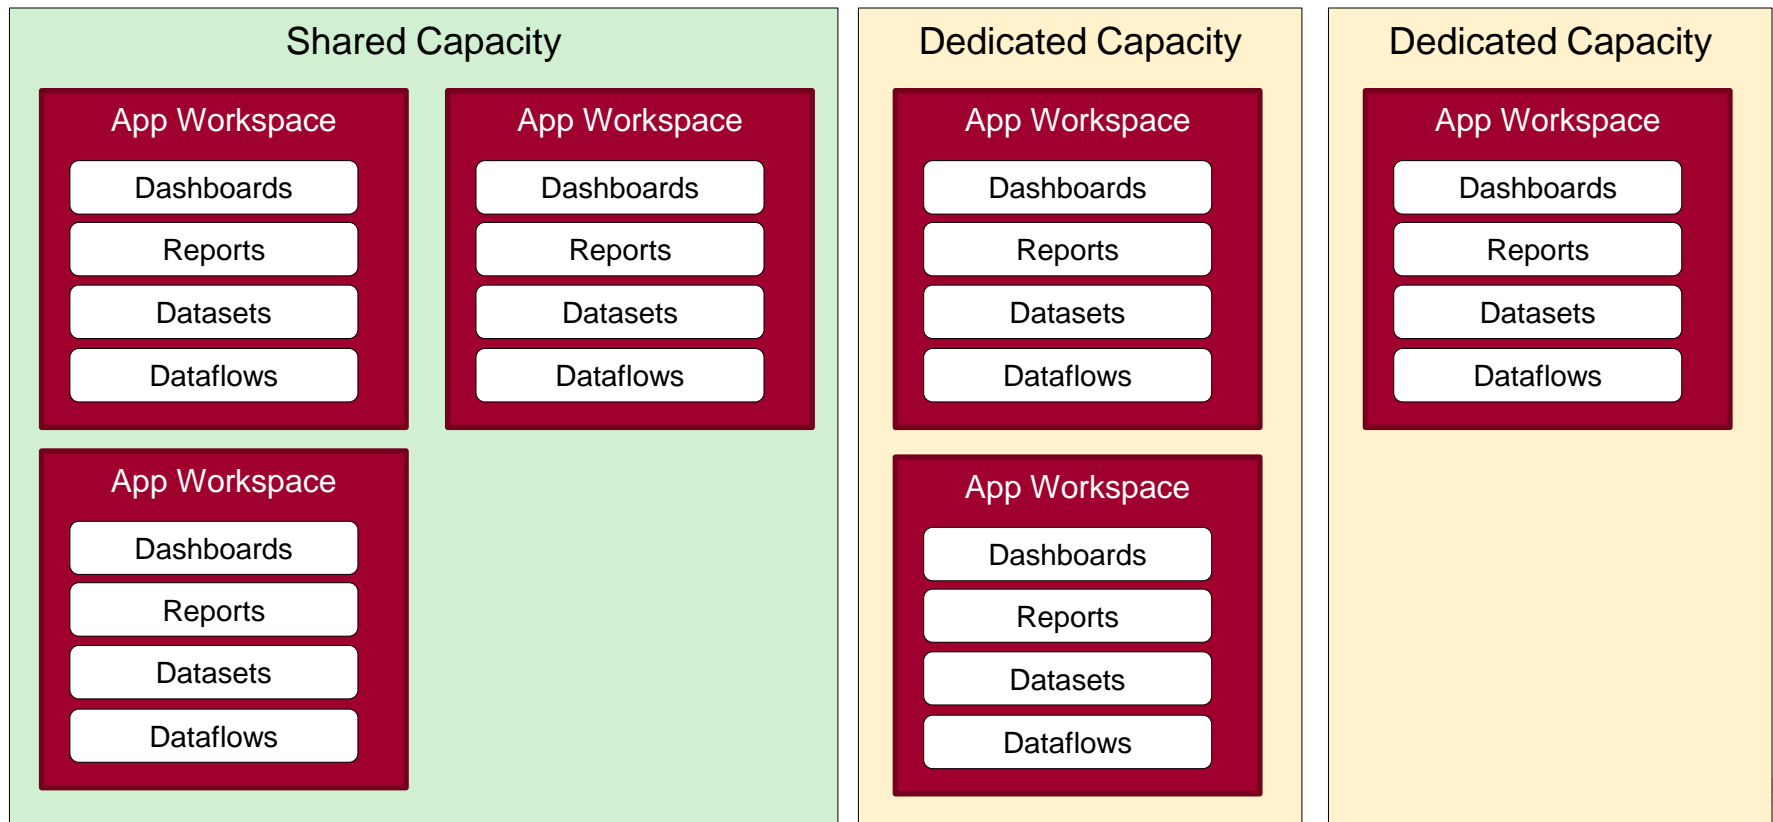 Shared Capacity
App Workspace
Dashboards
Reports
Datasets
Dataflows
App Workspace
Dashboards
Reports
Datasets
Dataflows
App Workspace
Dashboards
Reports
Datasets
Dataflows
Dedicated Capacity
App Workspace
Dashboards
Reports
Datasets
Dataflows
App Workspace
Dashboards
Reports
Datasets
Dataflows
Dedicated Capacity
App Workspace
Dashboards
Reports
Datasets
Dataflows